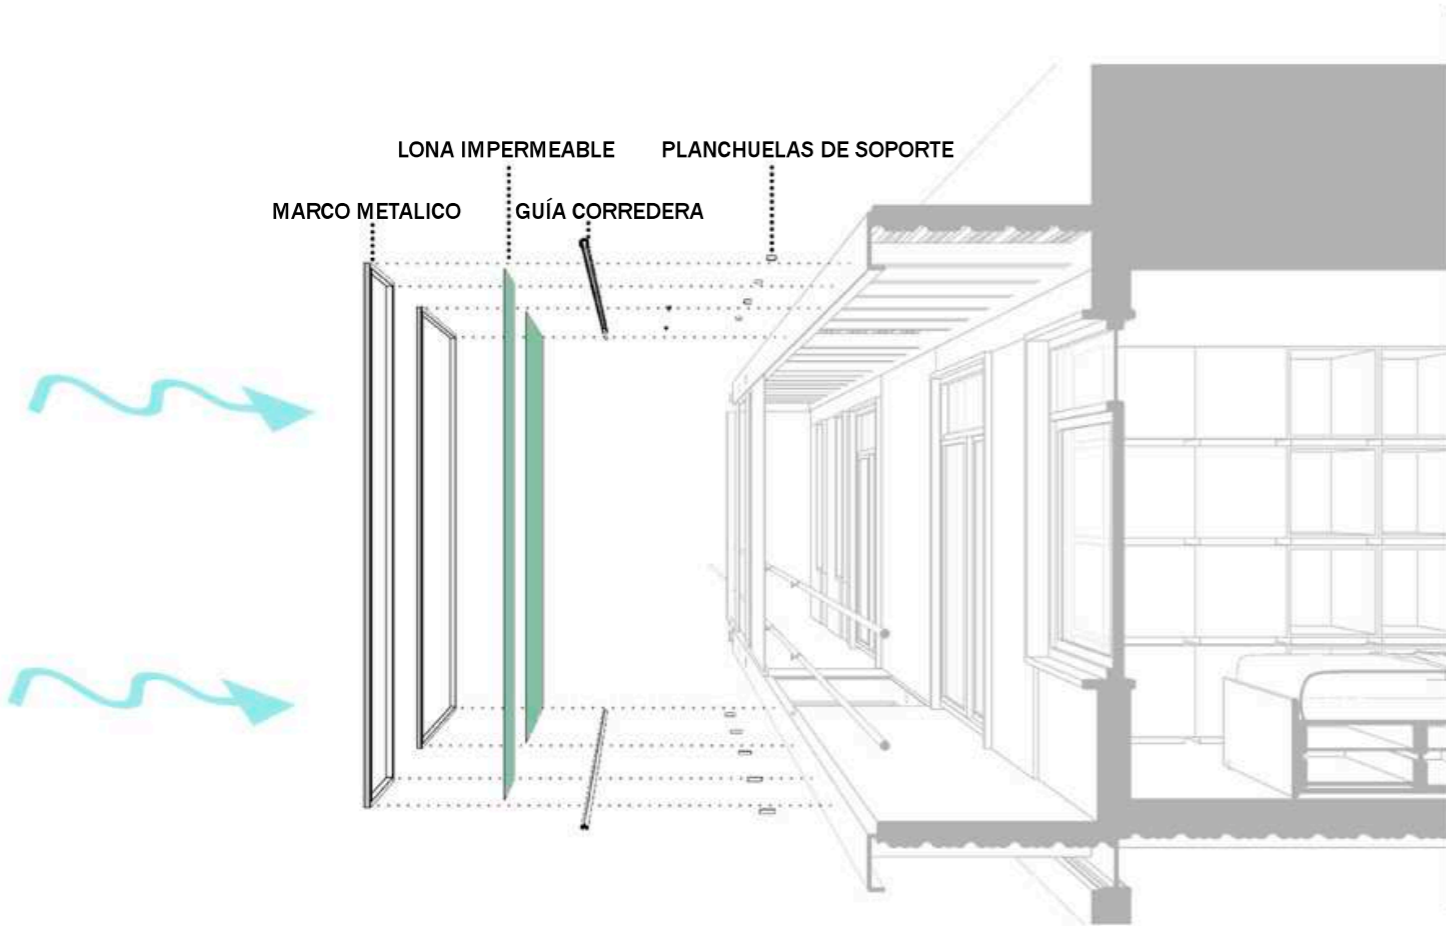 LONA IMPERMEABLE
PLANCHUELAS DE SOPORTE
MARCO METALICO
GUÍA CORREDERA